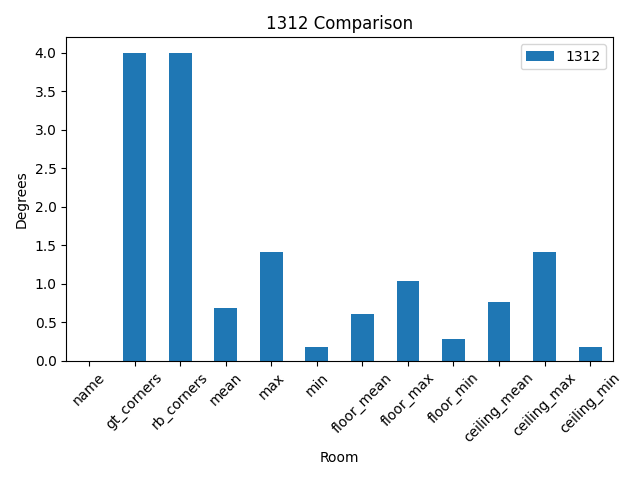 1312 Comparison
1312
Degrees
4.0
3.5
3.0
2.5
2.0
1.5
1.0
0.5
0.0
name
gt_corners
rb_corners
mean
max
min
floor_mean
floor_max
floor_min
ceiling_mean
ceiling_max
ceiling_min
Room